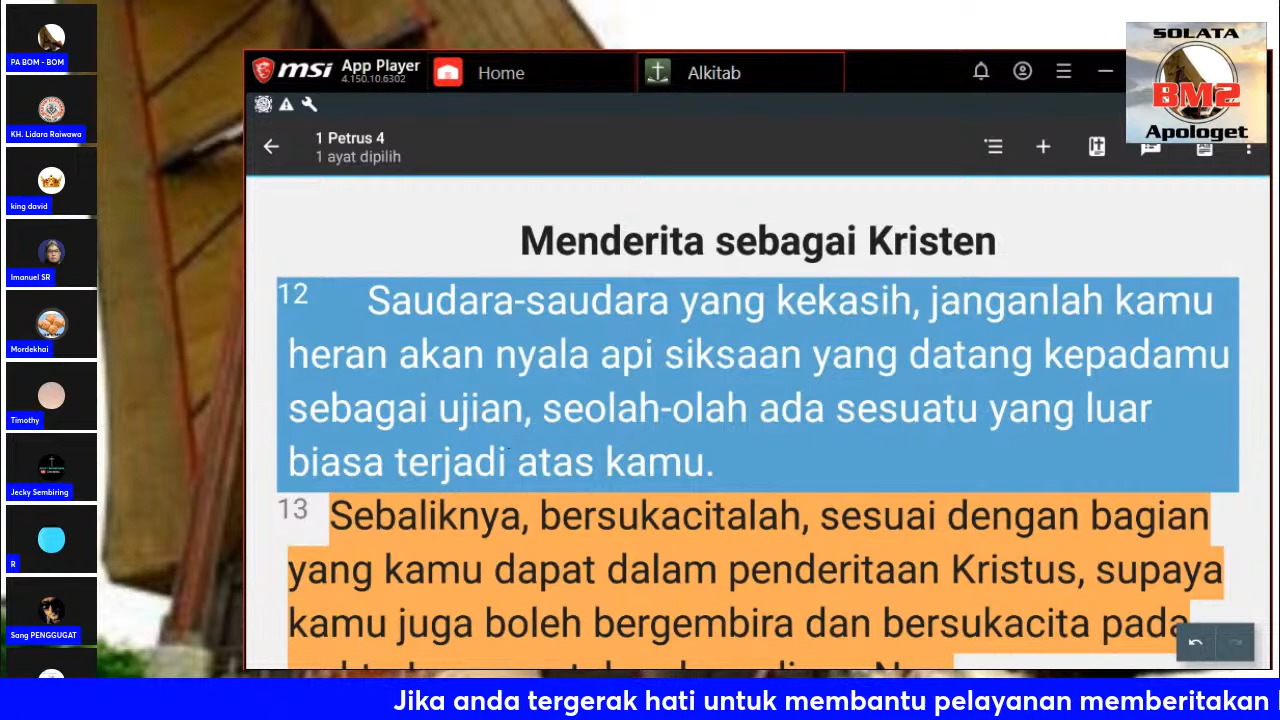 PA BOM - BOM
KH. Lidara Raiwawa
king david
Imanuel SR
Mordekhai
Timothy
Jecky Sembiring
R
Sang PENGGUGAT
msi App Player
4.150.10.6302
Home
Alkitab
SOLATA
BM2
Apologet
1 Petrus 4
1 ayat dipilih
Menderita sebagai Kristen
12 Saudara-saudara yang kekasih, janganlah kamu
heran akan nyala api siksaan yang datang kepadamu
sebagai ujian, seolah-olah ada sesuatu yang luar
biasa terjadi atas kamu.
13 Sebaliknya, bersukacitalah, sesuai dengan bagian
yang kamu dapat dalam penderitaan Kristus, supaya
kamu juga boleh bergembira dan bersukacita pada
Jika anda tergerak hati untuk membantu pelayanan memberitakan